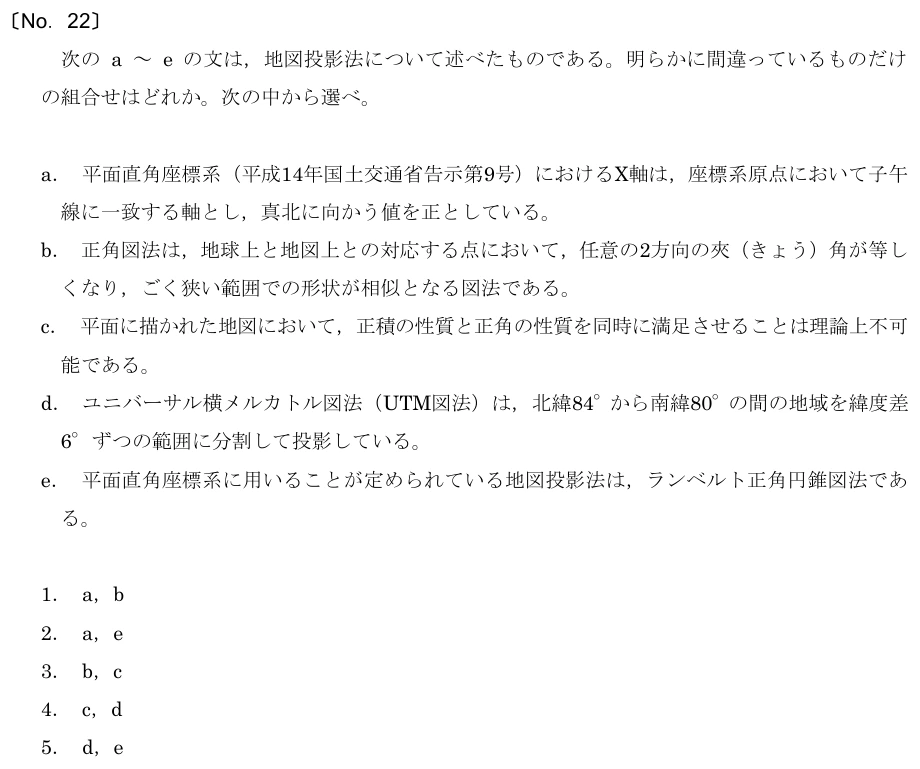 〔No. 22〕
次の a ～ e の文は，地図投影法について述べたものである。明らかに間違っているものだけ
の組合せはどれか。次の中から選べ。
a. 平面直角座標系（平成14年国土交通省告示第9号）におけるX軸は，座標系原点において子午
線に一致する軸とし，真北に向かう値を正としている。
b. 正角図法は，地球上と地図上との対応する点において，任意の2方向の夾（きょう）角が等し
くなり，ごく狭い範囲での形状が相似となる図法である。
c. 平面に描かれた地図において，正積の性質と正角の性質を同時に満足させることは理論上不可
能である。
d. ユニバーサル横メルカトル図法（UTM図法）は，北緯84°から南緯80°の間の地域を緯度差
6°ずつの範囲に分割して投影している。
e. 平面直角座標系に用いることが定められている地図投影法は，ランベルト正角円錐図法であ
る。
1. a，b
2. a，e
3. b，c
4. c，d
5. d，e